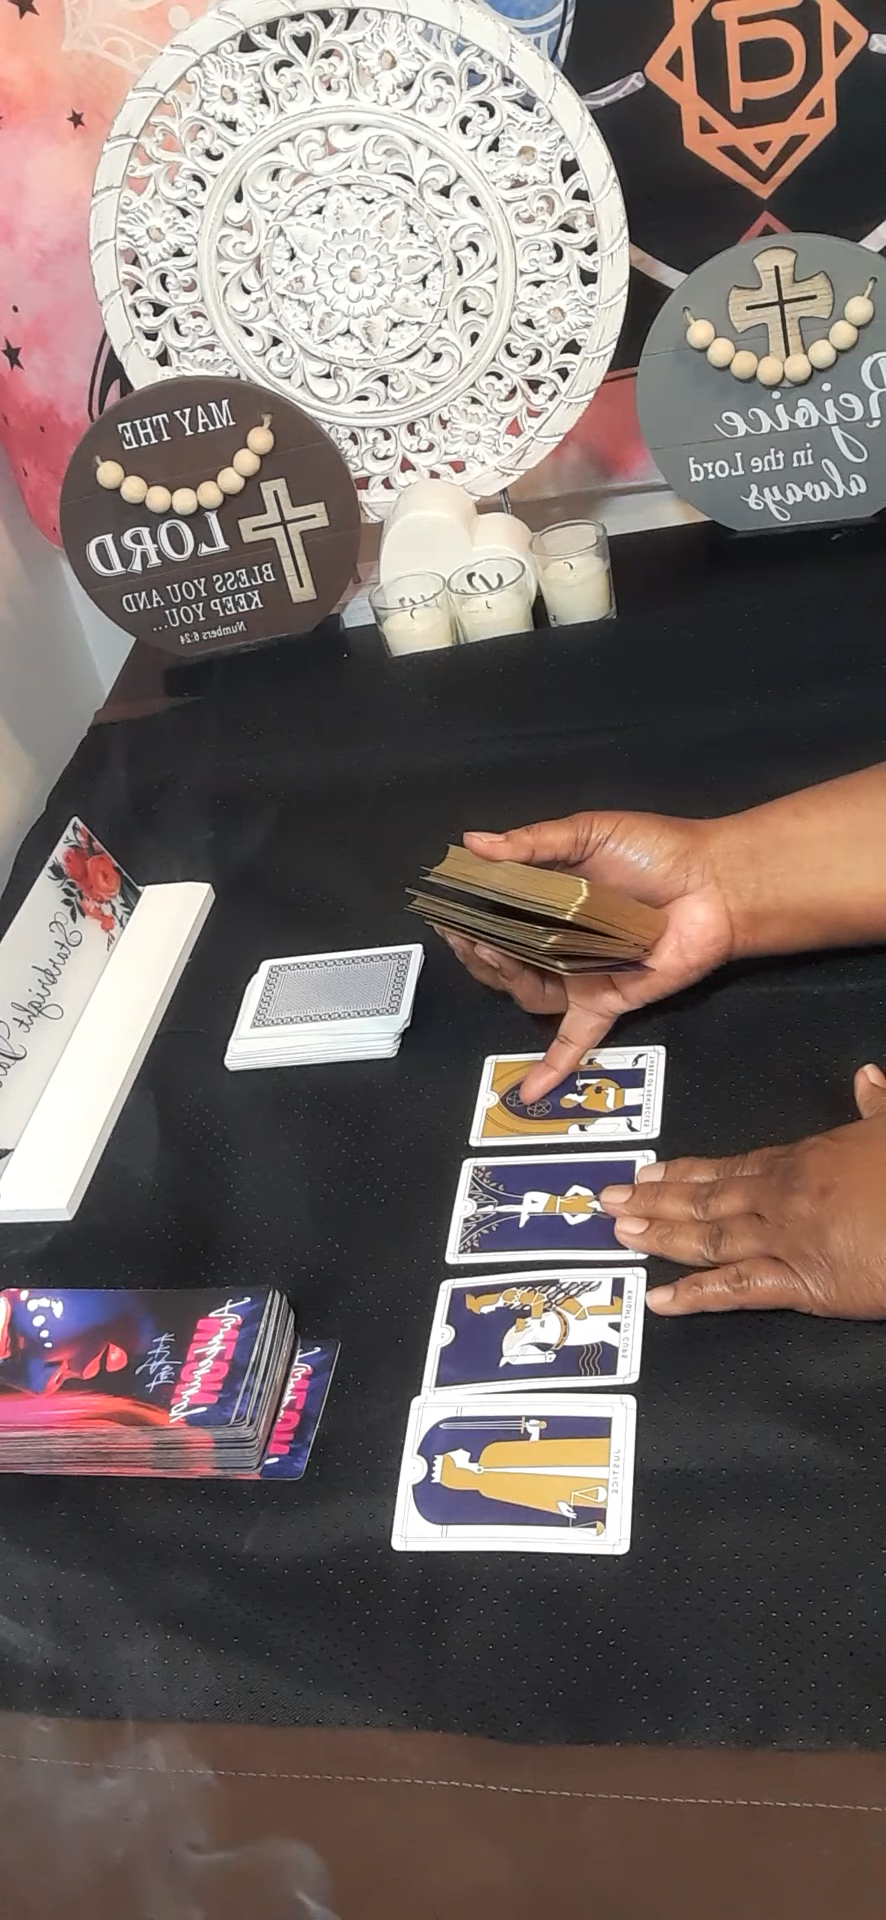 MAY THE
LORD
BLESS YOU AND
KEEP YOU...
Numbers 6:24
Rejoice
in the Lord
always
THREE OF PENTACLES
KNIGHT OF CUPS
JUSTICE